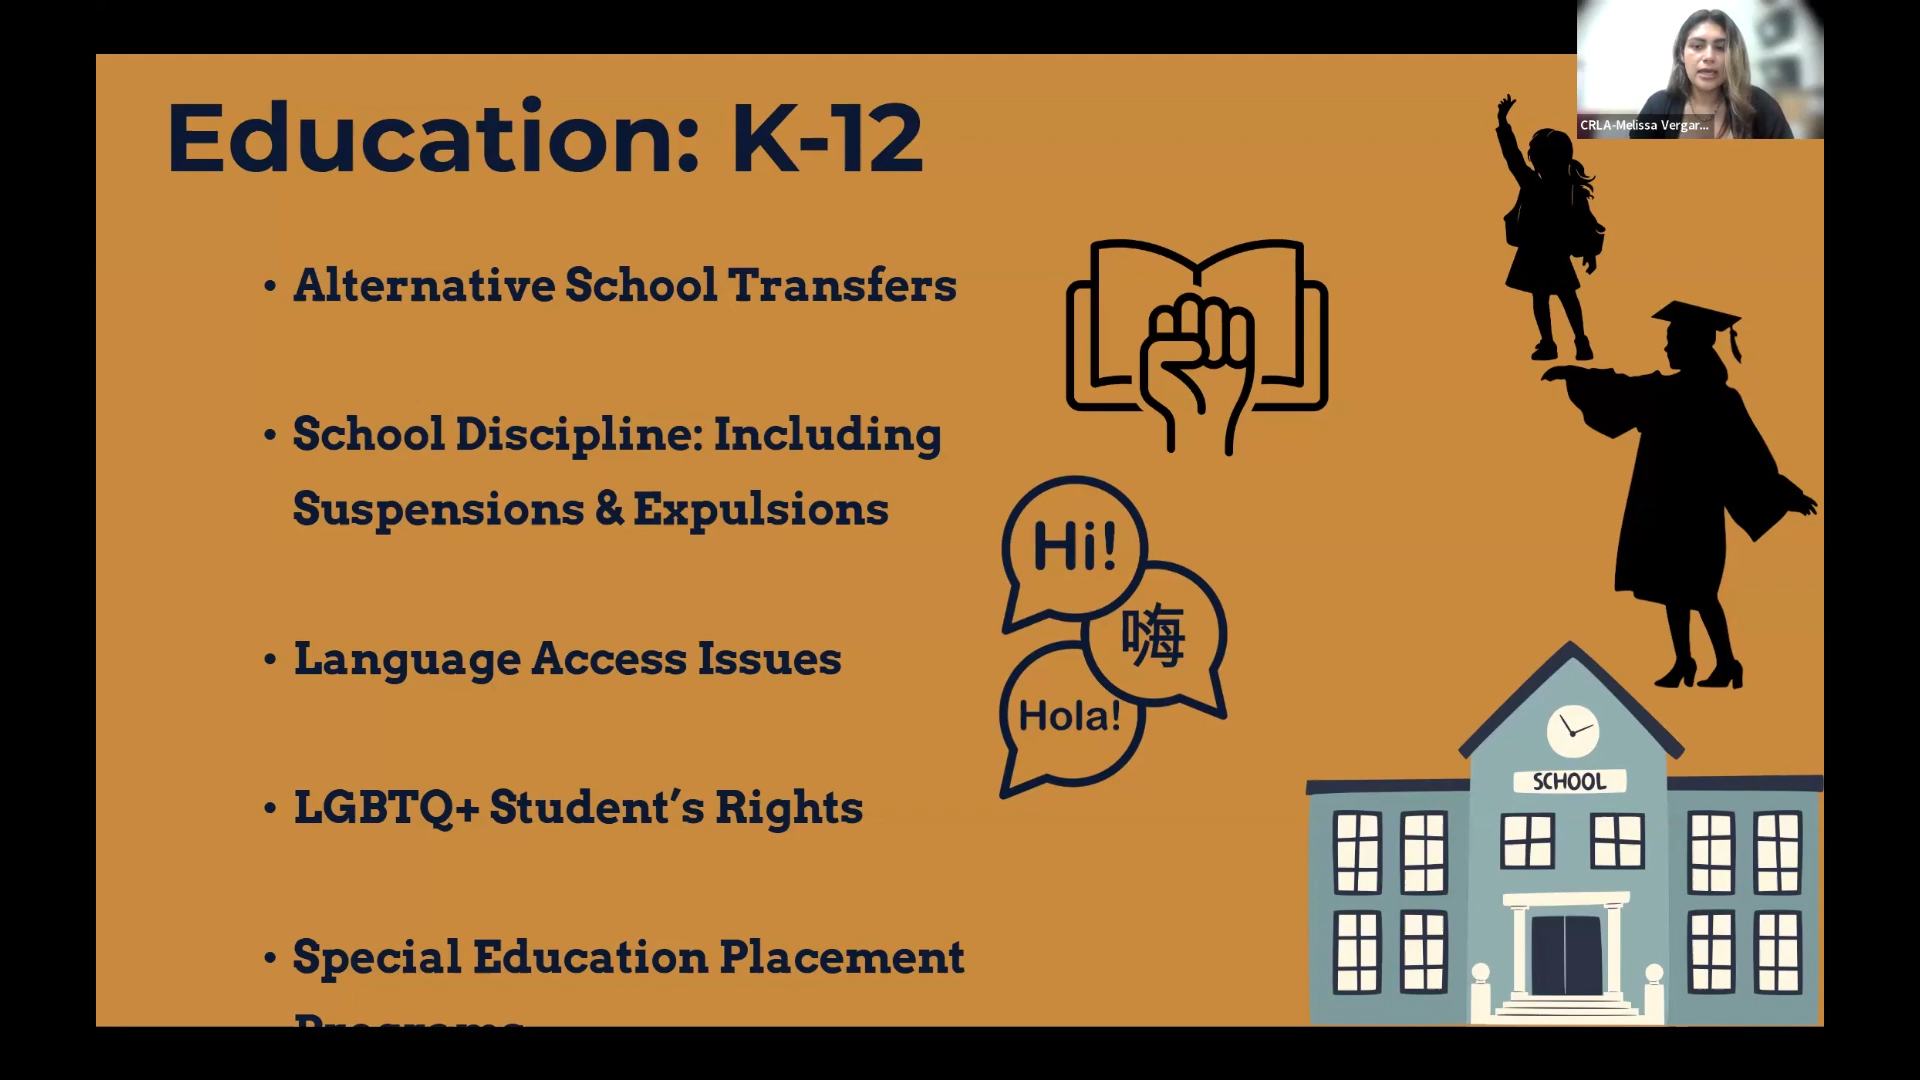 CRLA-Melissa Vergar...
Education: K-12
• Alternative School Transfers
• School Discipline: Including
Suspensions & Expulsions
• Language Access Issues
• LGBTQ+ Student’s Rights
• Special Education Placement
Programs
Hi!
嗨
Hola!
SCHOOL